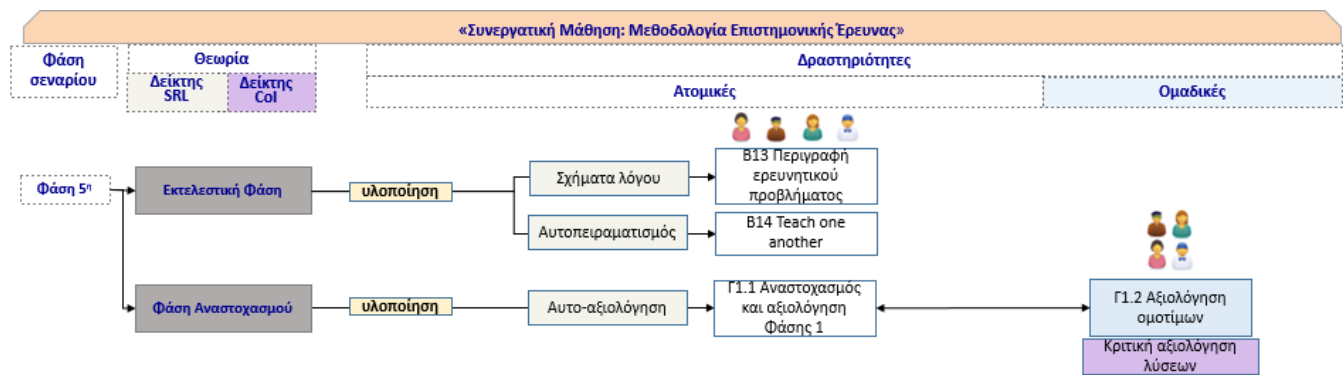 «Συνεργατική Μάθηση: Μεθοδολογία Επιστημονικής Έρευνας»
Φάση
σεναρίου
Θεωρία
Δραστηριότητες
Δείκτης
SRL
Δείκτης
CoI
Ατομικές
Ομαδικές
Φάση 5η
Εκτελεστική Φάση
υλοποίηση
Σχήματα λόγου
Β13 Περιγραφή
ερευνητικού
προβλήματος
Αυτοπειραματισμός
Β14 Teach one
another
Φάση Αναστοχασμού
υλοποίηση
Αυτο-αξιολόγηση
Γ1.1 Αναστοχασμός
και αξιολόγηση
Φάσης 1
Γ1.2 Αξιολόγηση
ομοτίμων
Κριτική αξιολόγηση
λύσεων